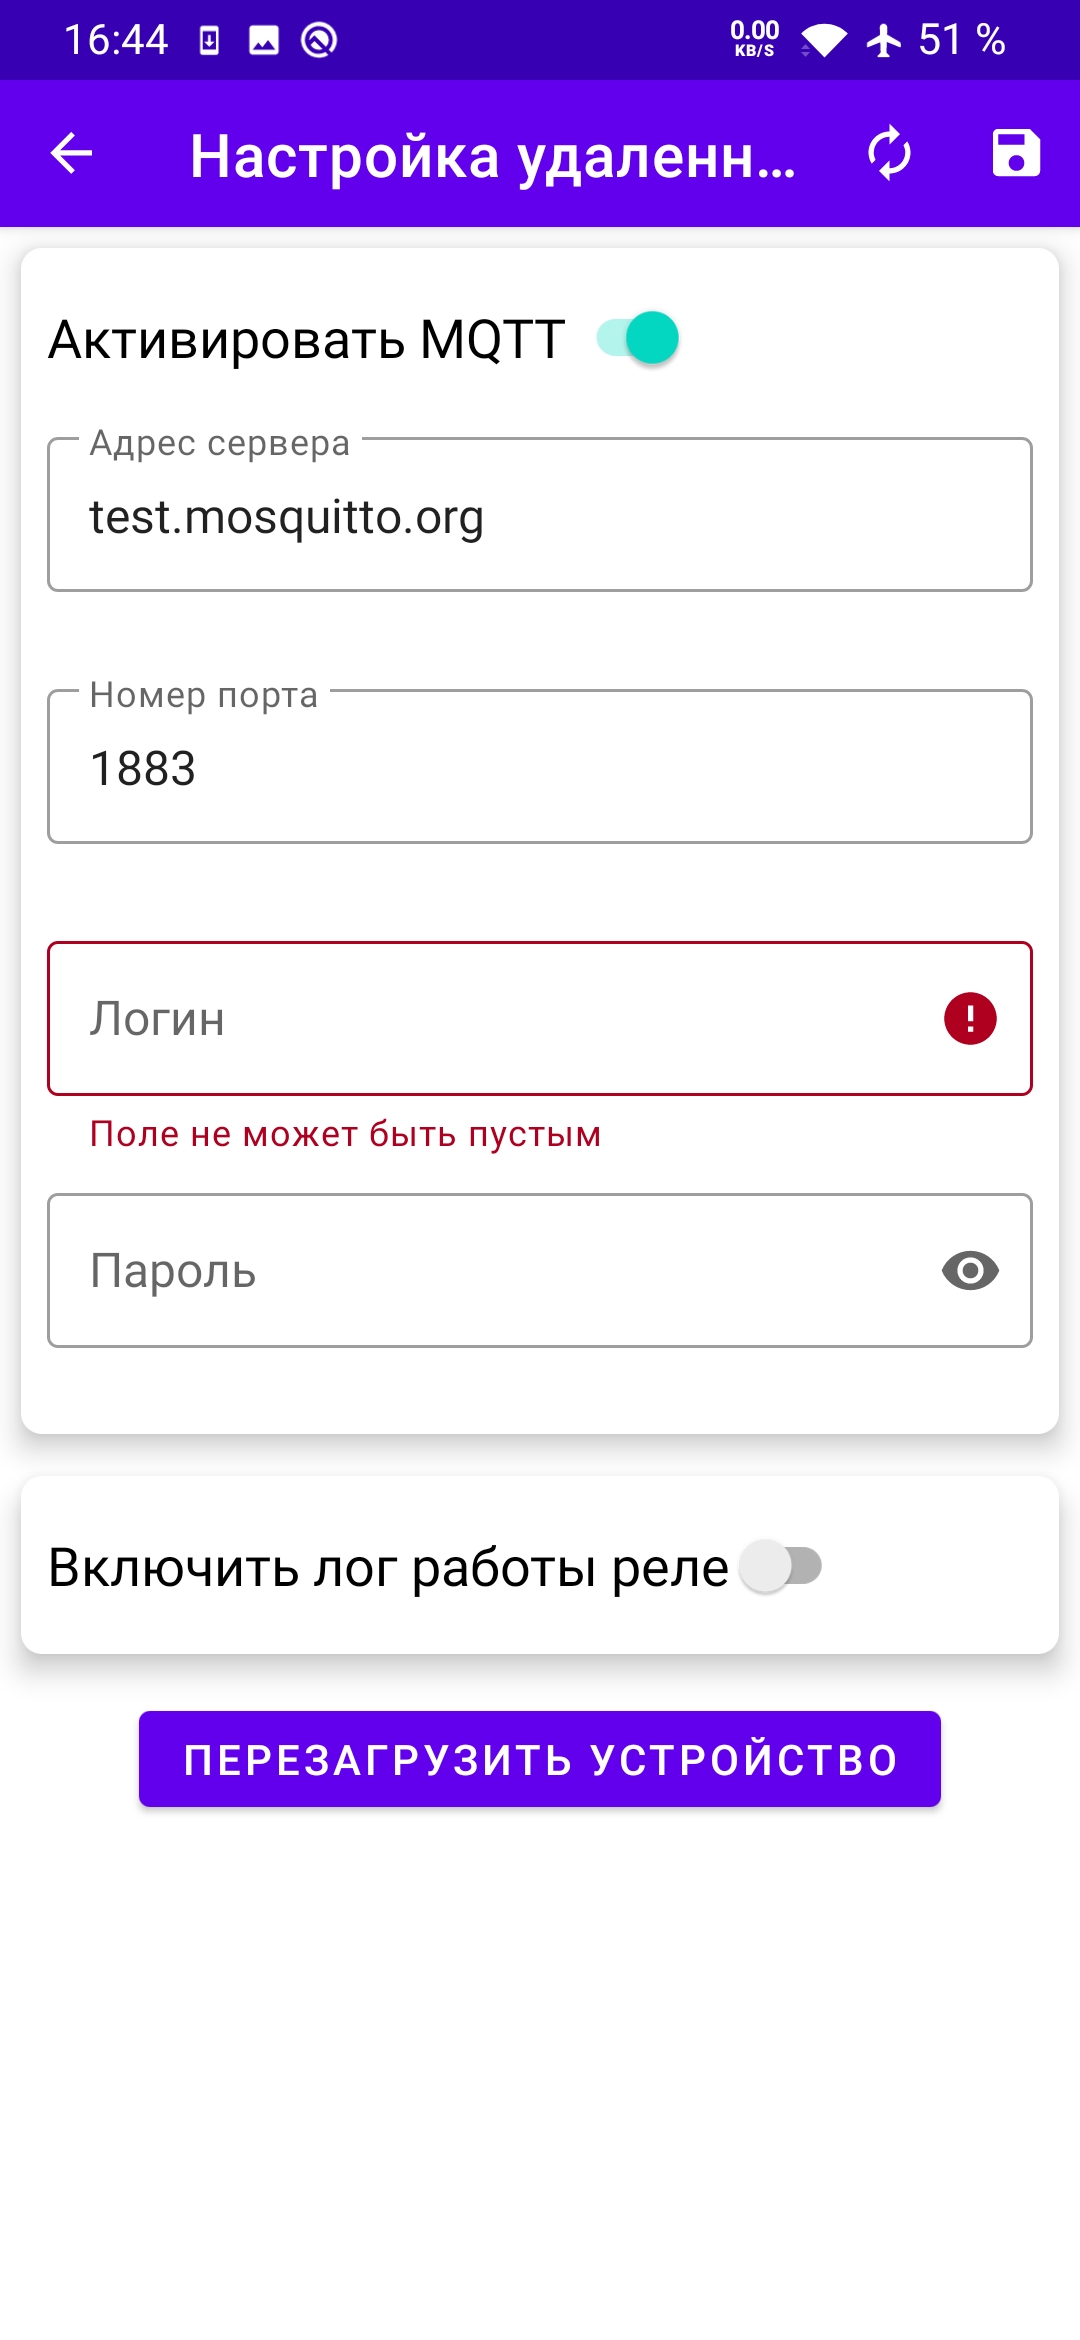 16:44 0.00 KB/S 51 %
Настройка удаленн...
Активировать MQTT
Адрес сервера
test.mosquitto.org
Номер порта
1883
Логин
Поле не может быть пустым
Пароль
Включить лог работы реле
ПЕРЕЗАГРУЗИТЬ УСТРОЙСТВО